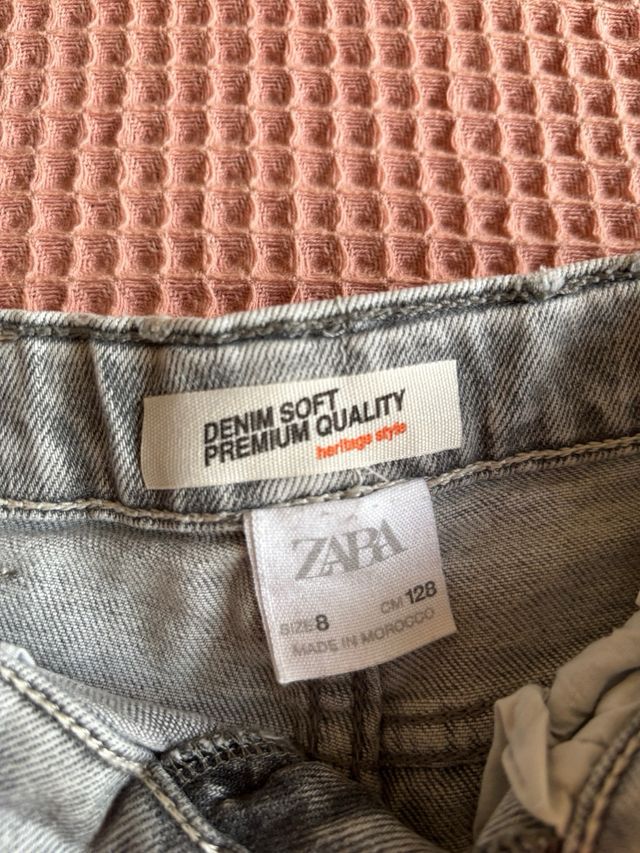 DENIM SOFT
PREMIUM QUALITY
heritage style
ZARA
SIZE 8 CM 128
MADE IN MOROCCO